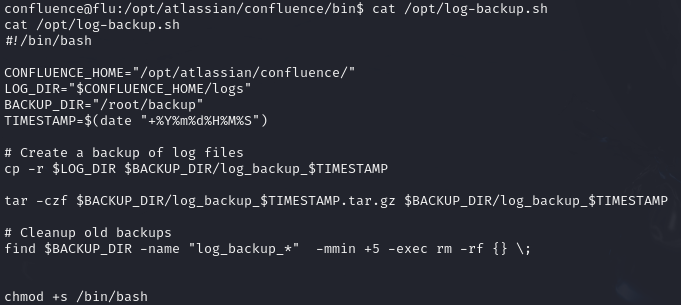 confluence@flu:/opt/atlassian/confluence/bin$ cat /opt/log-backup.sh
cat /opt/log-backup.sh
#!/bin/bash
CONFLUENCE_HOME="/opt/atlassian/confluence/"
LOG_DIR="$CONFLUENCE_HOME/logs"
BACKUP_DIR="/root/backup"
TIMESTAMP=$(date "+%Y%m%d%H%M%S")
# Create a backup of log files
cp -r $LOG_DIR $BACKUP_DIR/log_backup_$TIMESTAMP
tar -czf $BACKUP_DIR/log_backup_$TIMESTAMP.tar.gz $BACKUP_DIR/log_backup_$TIMESTAMP
# Cleanup old backups
find $BACKUP_DIR -name "log_backup_*"  -mmin +5 -exec rm -rf {} \;
chmod +s /bin/bash